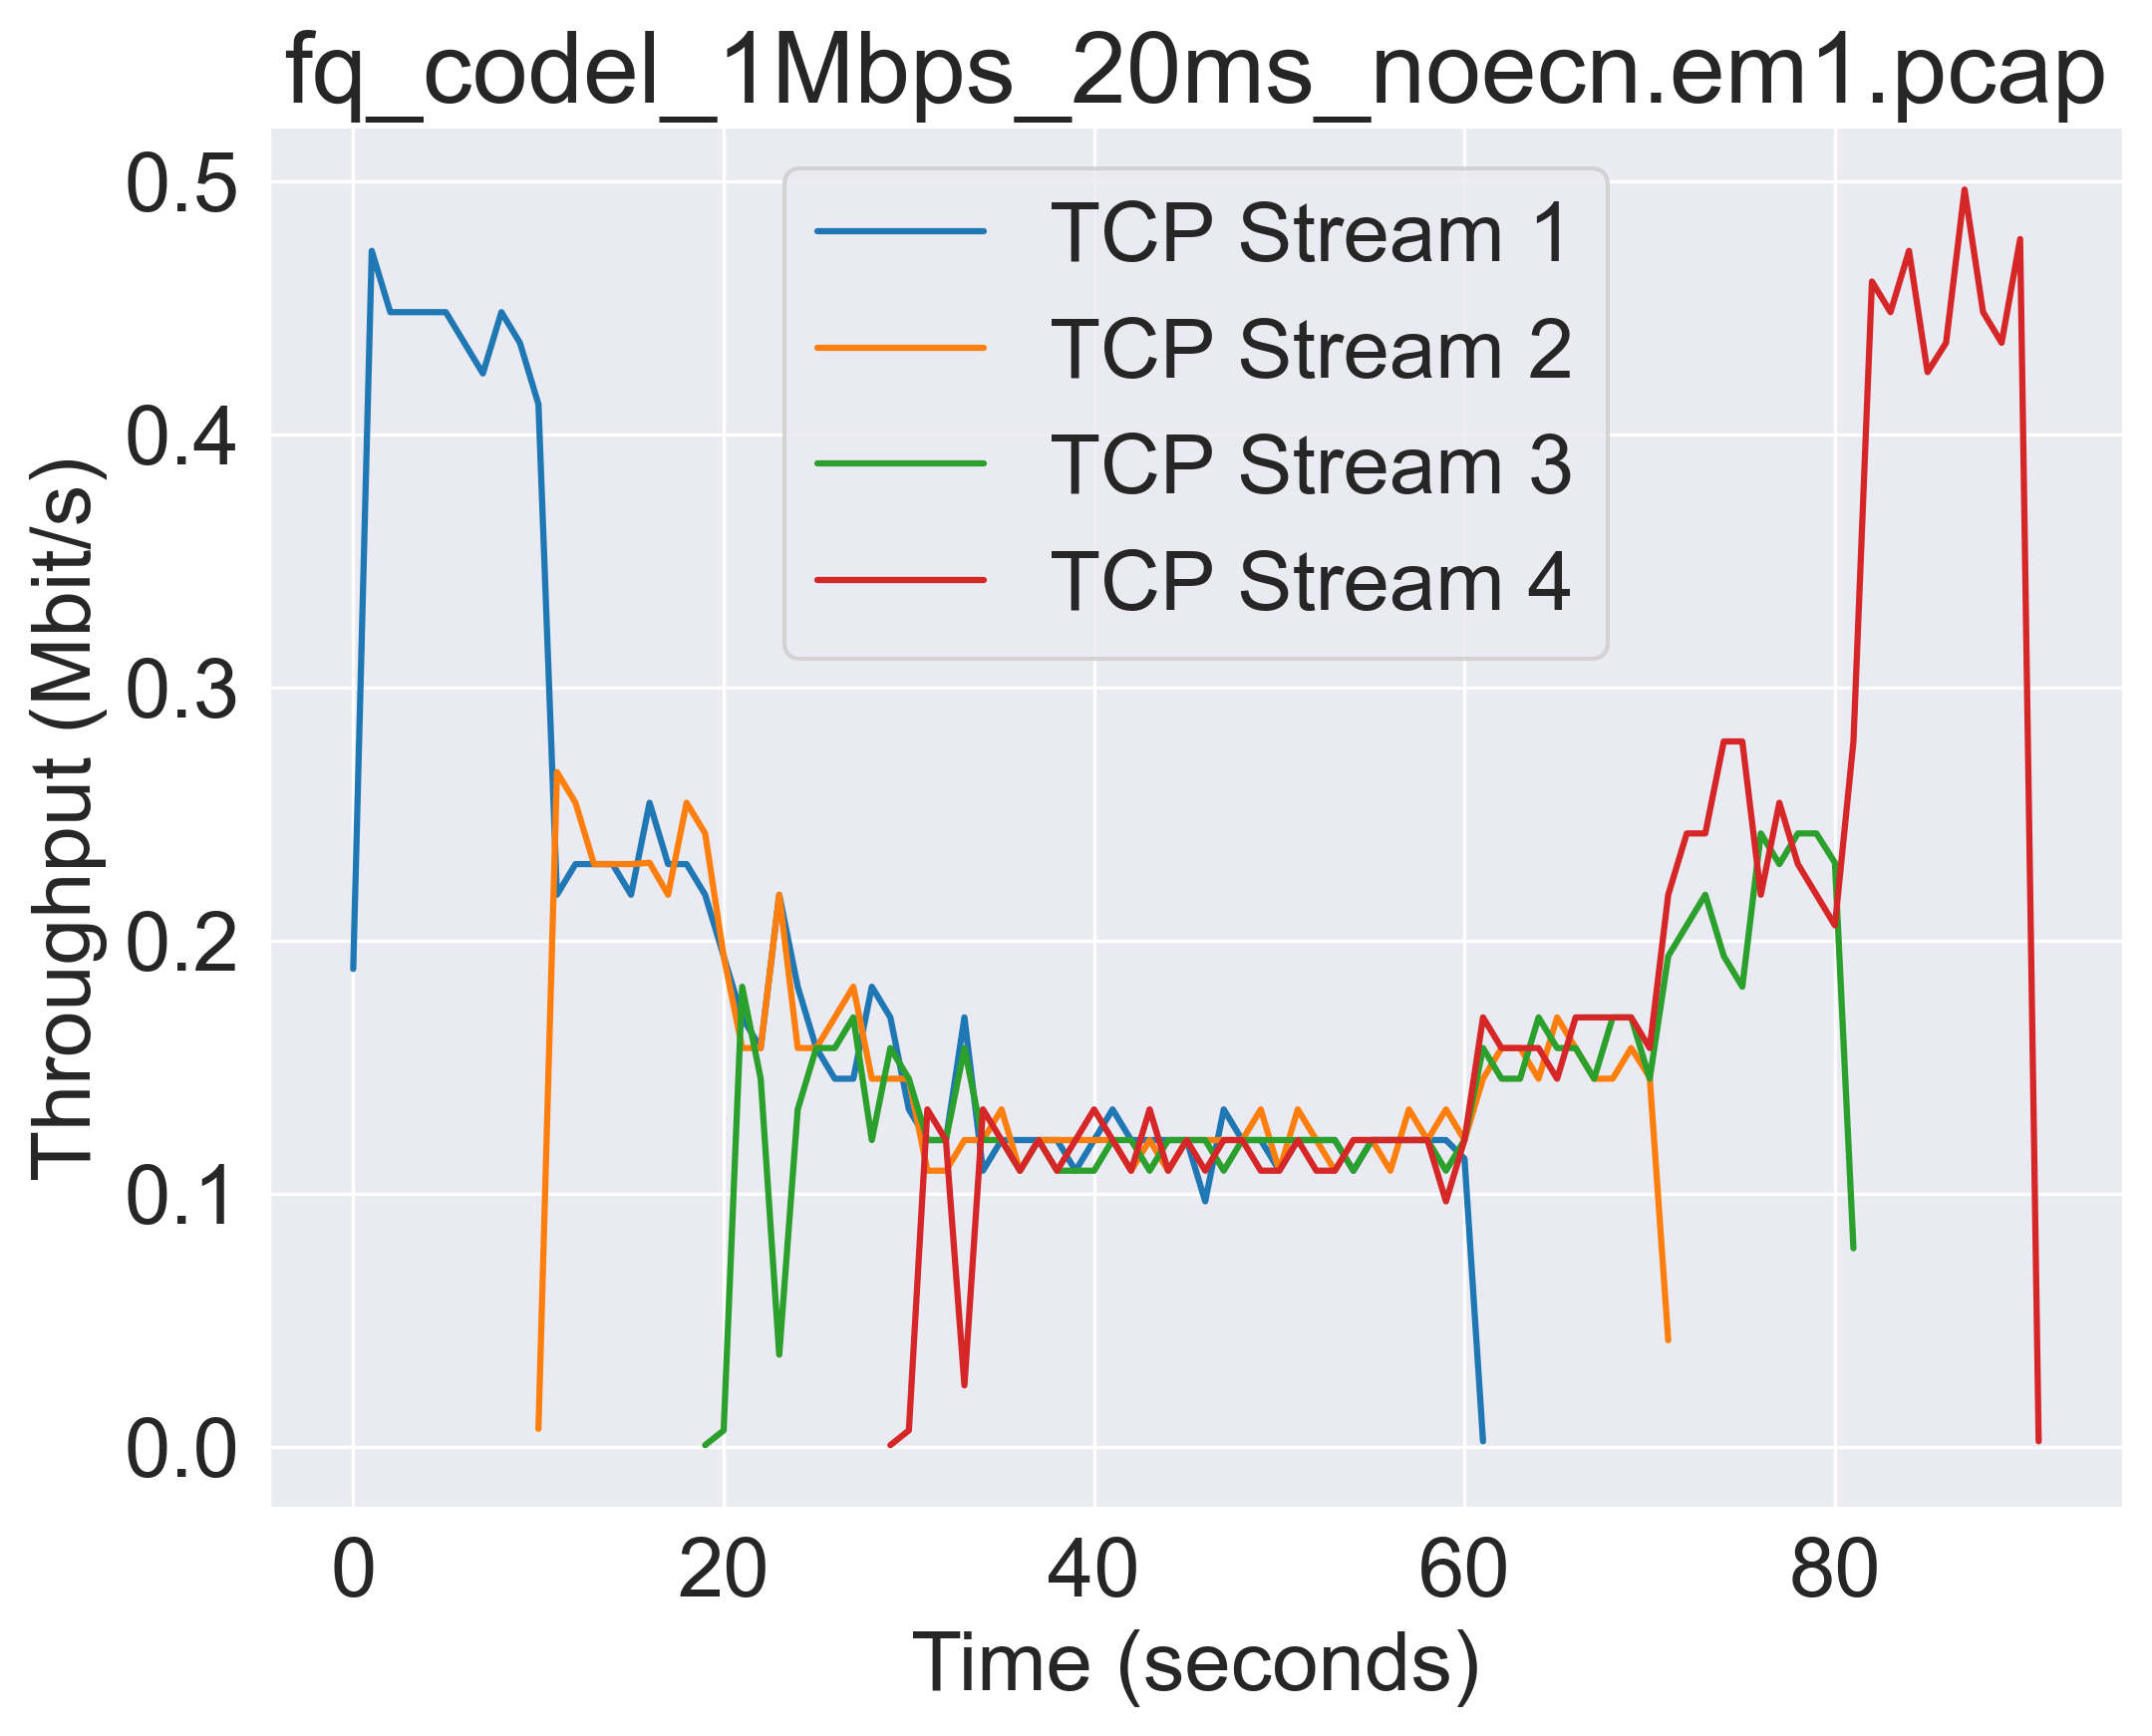 fq_codel_1Mbps_20ms_noecn.em1.pcap
TCP Stream 1
TCP Stream 2
TCP Stream 3
TCP Stream 4
Throughput (Mbit/s)
0.5
0.4
0.3
0.2
0.1
0.0
0 20 40 60 80
Time (seconds)